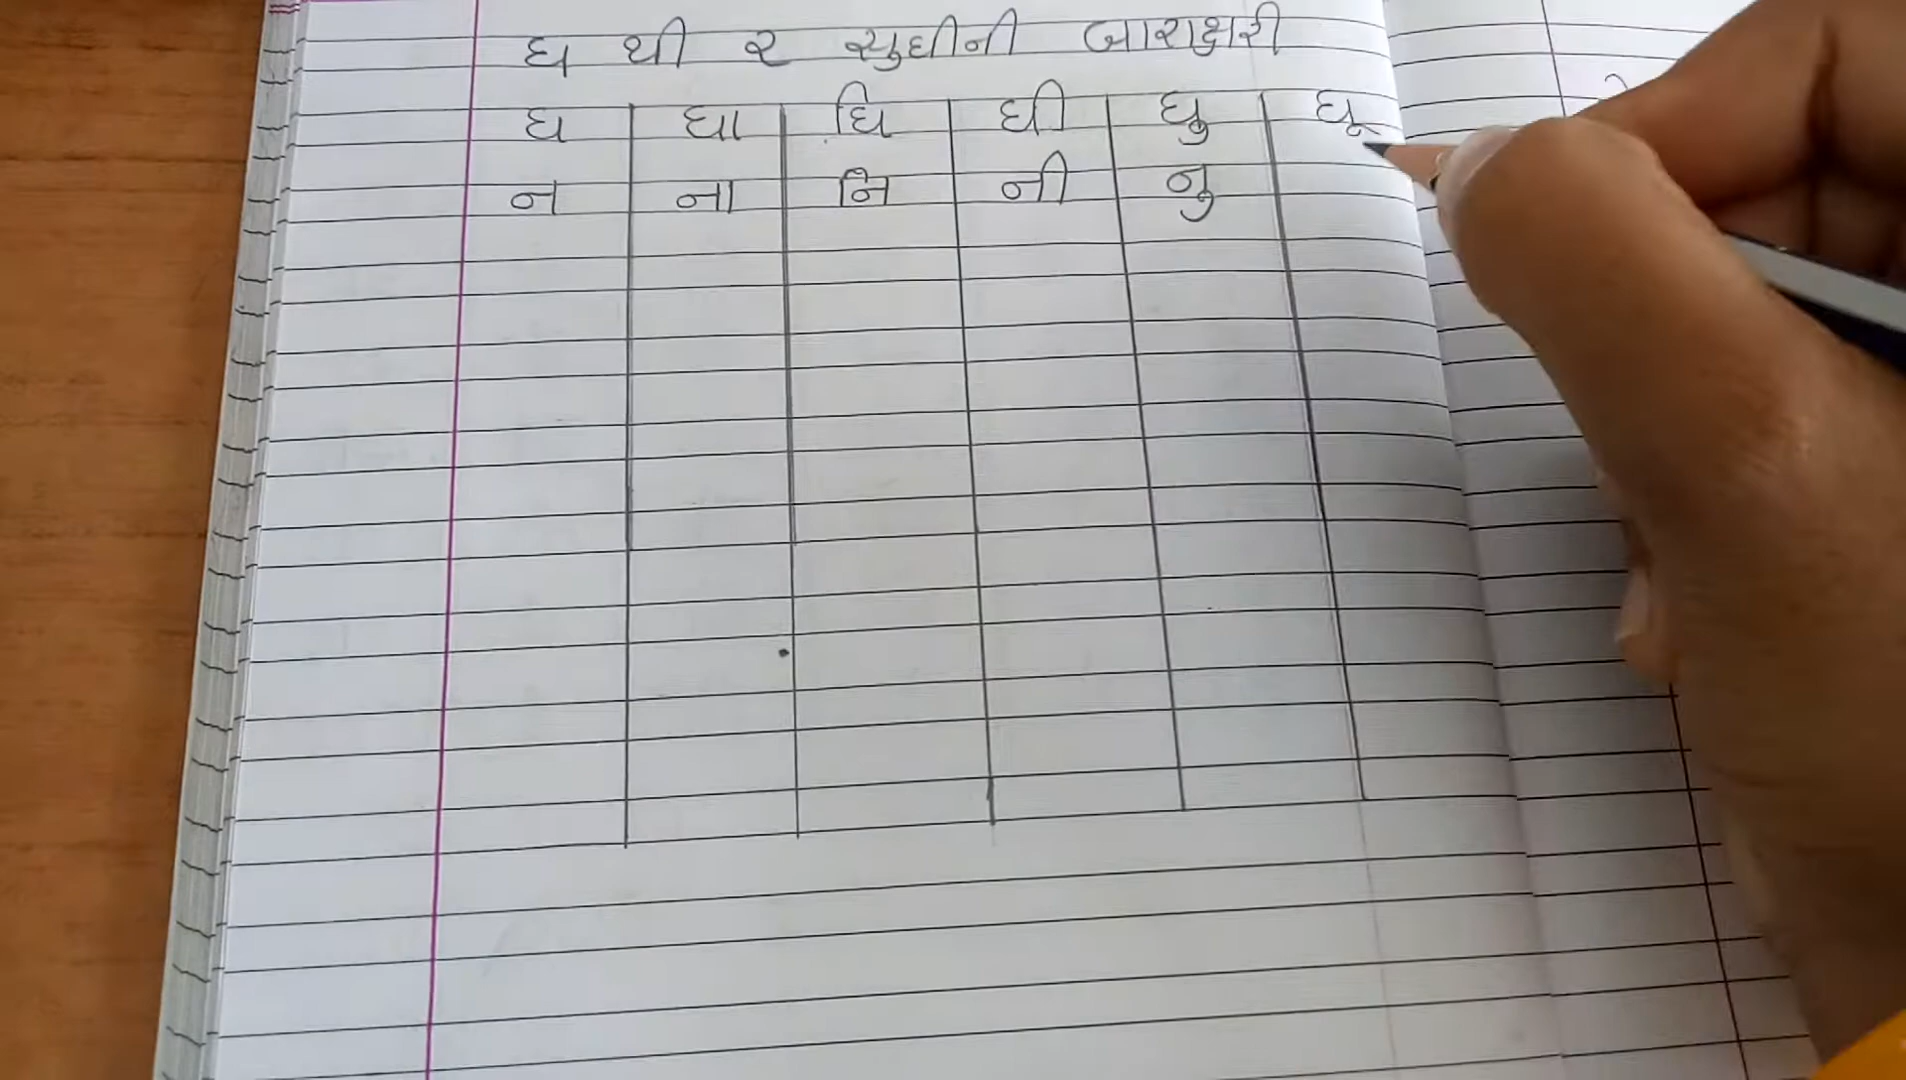 ધ થી ર સુધીની બારાક્ષરી
ધ ધા ધિ ધી ધુ ધૂ
ન ના નિ ની નુ